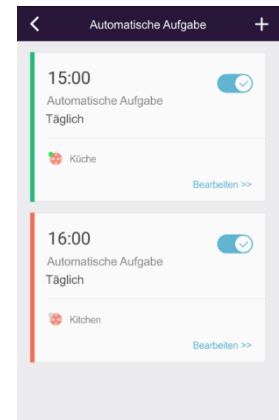 Automatische Aufgabe
15:00
Automatische Aufgabe
Täglich
Küche
Bearbeiten >>
16:00
Automatische Aufgabe
Täglich
Kitchen
Bearbeiten >>